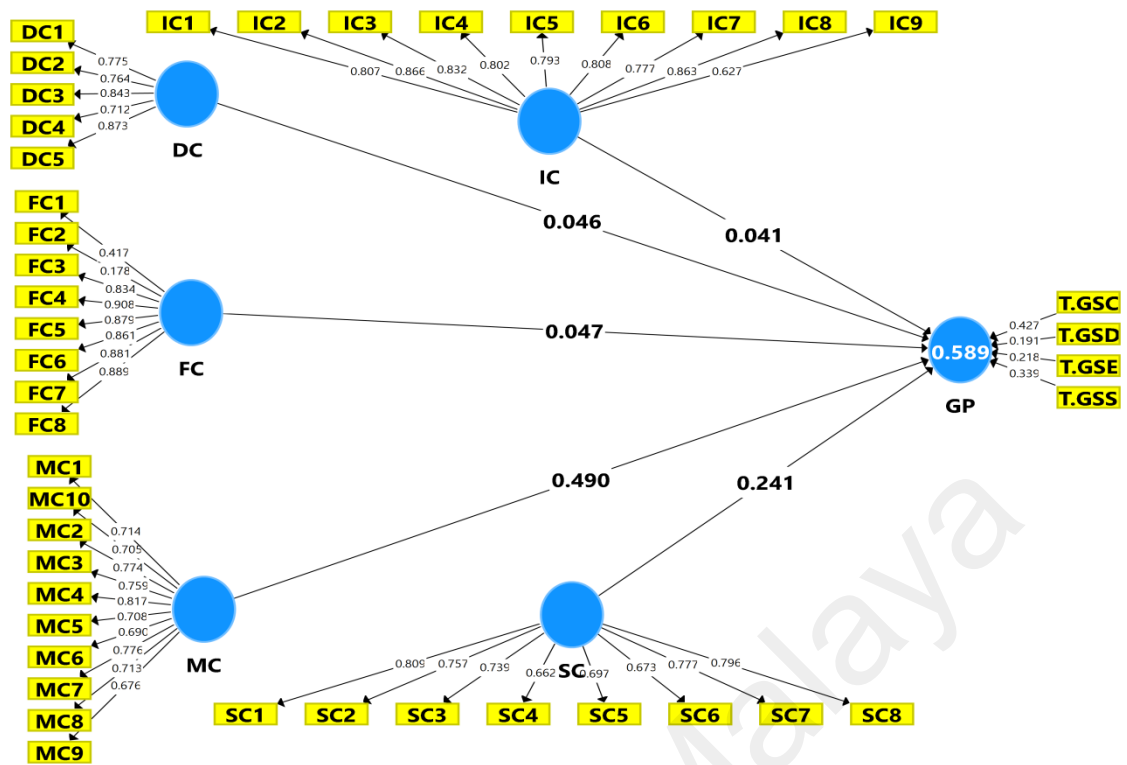 DC1
DC2
DC3
DC4
DC5
0.775
0.764
0.843
0.712
0.873
DC
IC1
IC2
IC3
IC4
IC5
IC6
IC7
IC8
IC9
0.807
0.866
0.832
0.802
0.793
0.808
0.777
0.863
0.627
IC
0.046
0.041
FC1
FC2
FC3
FC4
FC5
FC6
FC7
FC8
0.417
0.178
0.834
0.908
0.879
0.861
0.881
0.889
FC
0.047
0.589
GP
T.GSC
T.GSD
T.GSE
T.GSS
0.427
0.191
0.218
0.339
MC1
MC10
MC2
MC3
MC4
MC5
MC6
MC7
MC8
MC9
0.714
0.705
0.774
0.759
0.817
0.708
0.690
0.776
0.713
0.676
MC
0.490
0.241
SC
0.809
0.757
0.739
0.662
0.697
0.673
0.777
0.796
SC1
SC2
SC3
SC4
SC5
SC6
SC7
SC8
Malaya